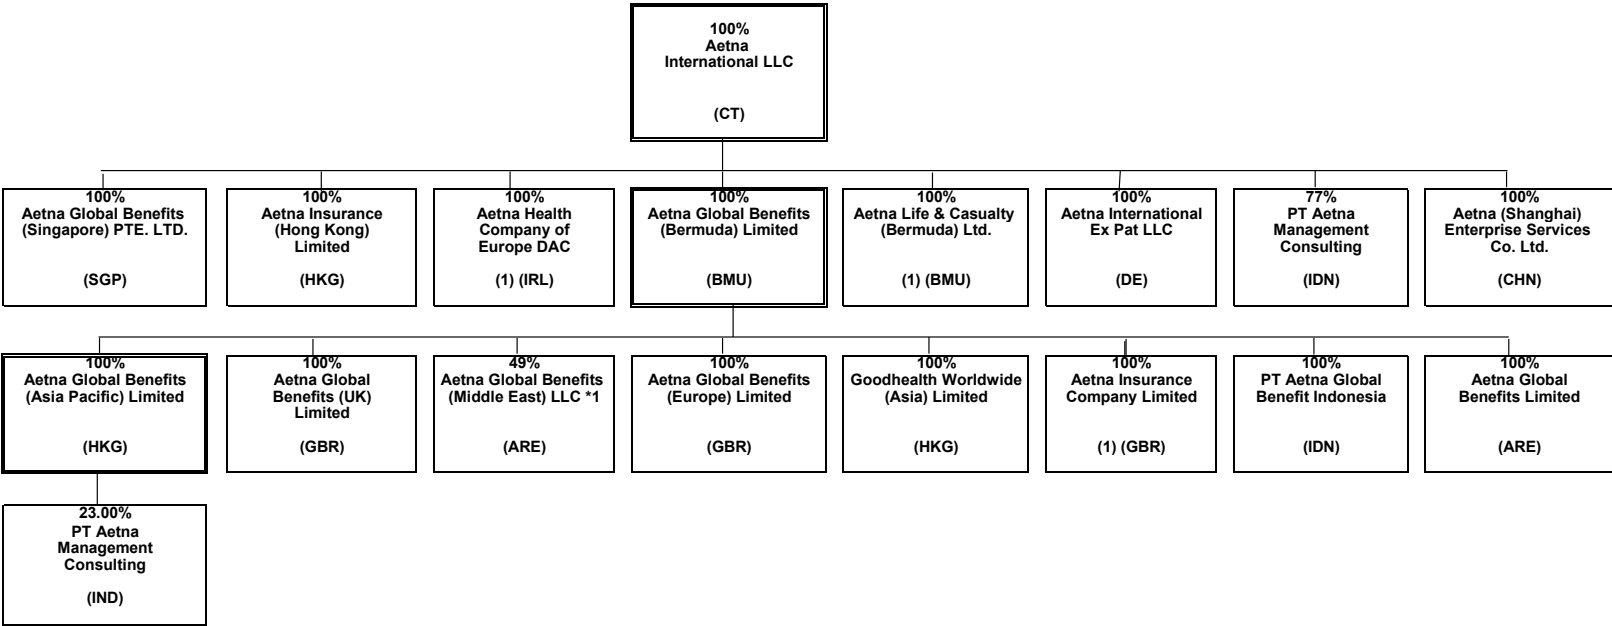 100%
Aetna
International LLC
(CT)
100%
Aetna Global Benefits
(Singapore) PTE. LTD.
(SGP)
100%
Aetna Insurance
(Hong Kong)
Limited
(HKG)
100%
Aetna Health
Company of
Europe DAC
(1) (IRL)
100%
Aetna Global Benefits
(Bermuda) Limited
(BMU)
100%
Aetna Life & Casualty
(Bermuda) Ltd.
(1) (BMU)
100%
Aetna International
Ex Pat LLC
(DE)
77%
PT Aetna
Management
Consulting
(IDN)
100%
Aetna (Shanghai)
Enterprise Services
Co. Ltd.
(CHN)
100%
Aetna Global Benefits
(Asia Pacific) Limited
(HKG)
100%
Aetna Global
Benefits (UK)
Limited
(GBR)
49%
Aetna Global Benefits
(Middle East) LLC *1
(ARE)
100%
Aetna Global Benefits
(Europe) Limited
(GBR)
100%
Goodhealth Worldwide
(Asia) Limited
(HKG)
100%
Aetna Insurance
Company Limited
(1) (GBR)
100%
PT Aetna Global
Benefit Indonesia
(IDN)
100%
Aetna Global
Benefits Limited
(ARE)
23.00%
PT Aetna
Management
Consulting
(IND)